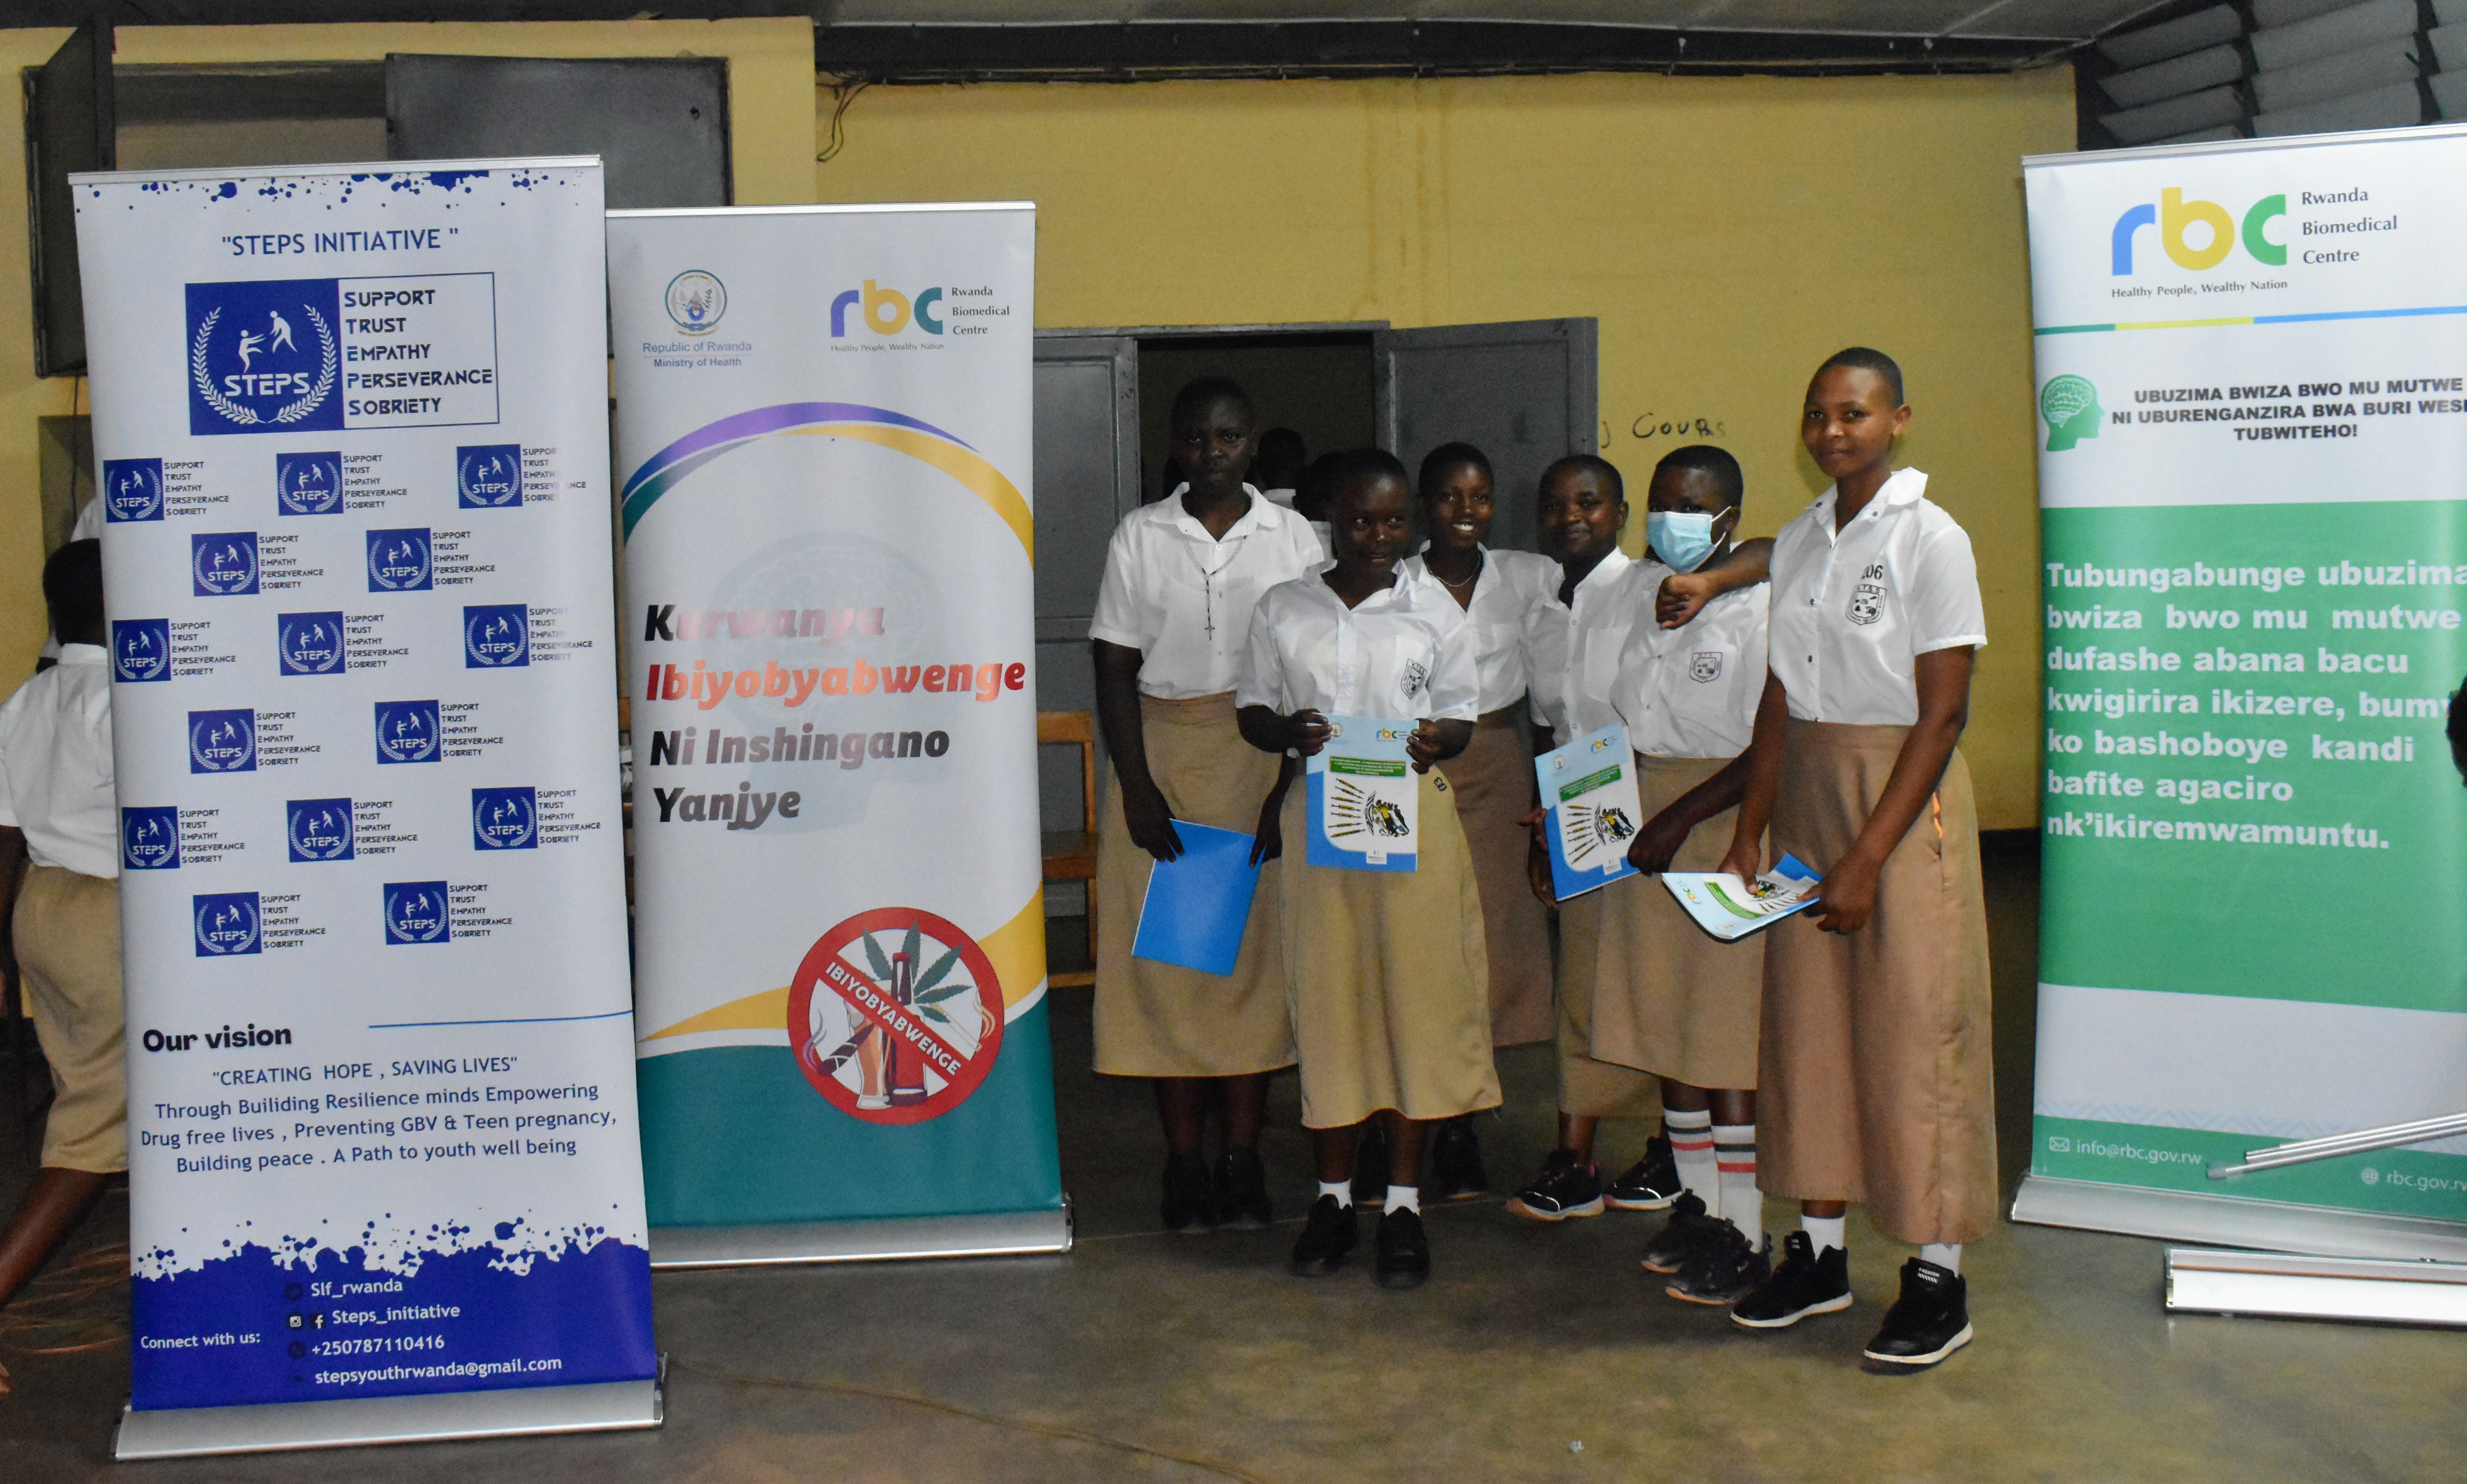 "STEPS INITIATIVE "
STEPS
SUPPORT
TRUST
EMPATHY
PERSEVERANCE
SOBRIETY
Our vision
"CREATING HOPE , SAVING LIVES"
Through Builiding Resilience minds Empowering
Drug free lives , Preventing GBV & Teen pregnancy,
Building peace . A Path to youth well being
Connect with us:
Slf_rwanda
Steps_initiative
+250787110416
stepsyouthrwanda@gmail.com
Republic of Rwanda
Ministry of Health
rbc
Rwanda
Biomedical
Centre
Healthy People, Wealthy Nation
Kurwanya
Ibiyobyabwenge
Ni Inshingano
Yanjye
IBIYOBYABWENGE
COURS
rbc
rbc
rbc
rbc
Rwanda
Biomedical
Centre
Healthy People, Wealthy Nation
UBUZIMA BWIZA BWO MU MUTWE
NI UBURENGANZIRA BWA BURI
TUBWITEHO!
Tubungabunge ubuzima
bwiza bwo mu mutwe
dufashe abana bacu
kwigirira ikizere,
ko bashoboye kandi
bafite agaciro
nk'ikiremwamuntu.
info@rbc.gov.rw
rbc.gov.rw